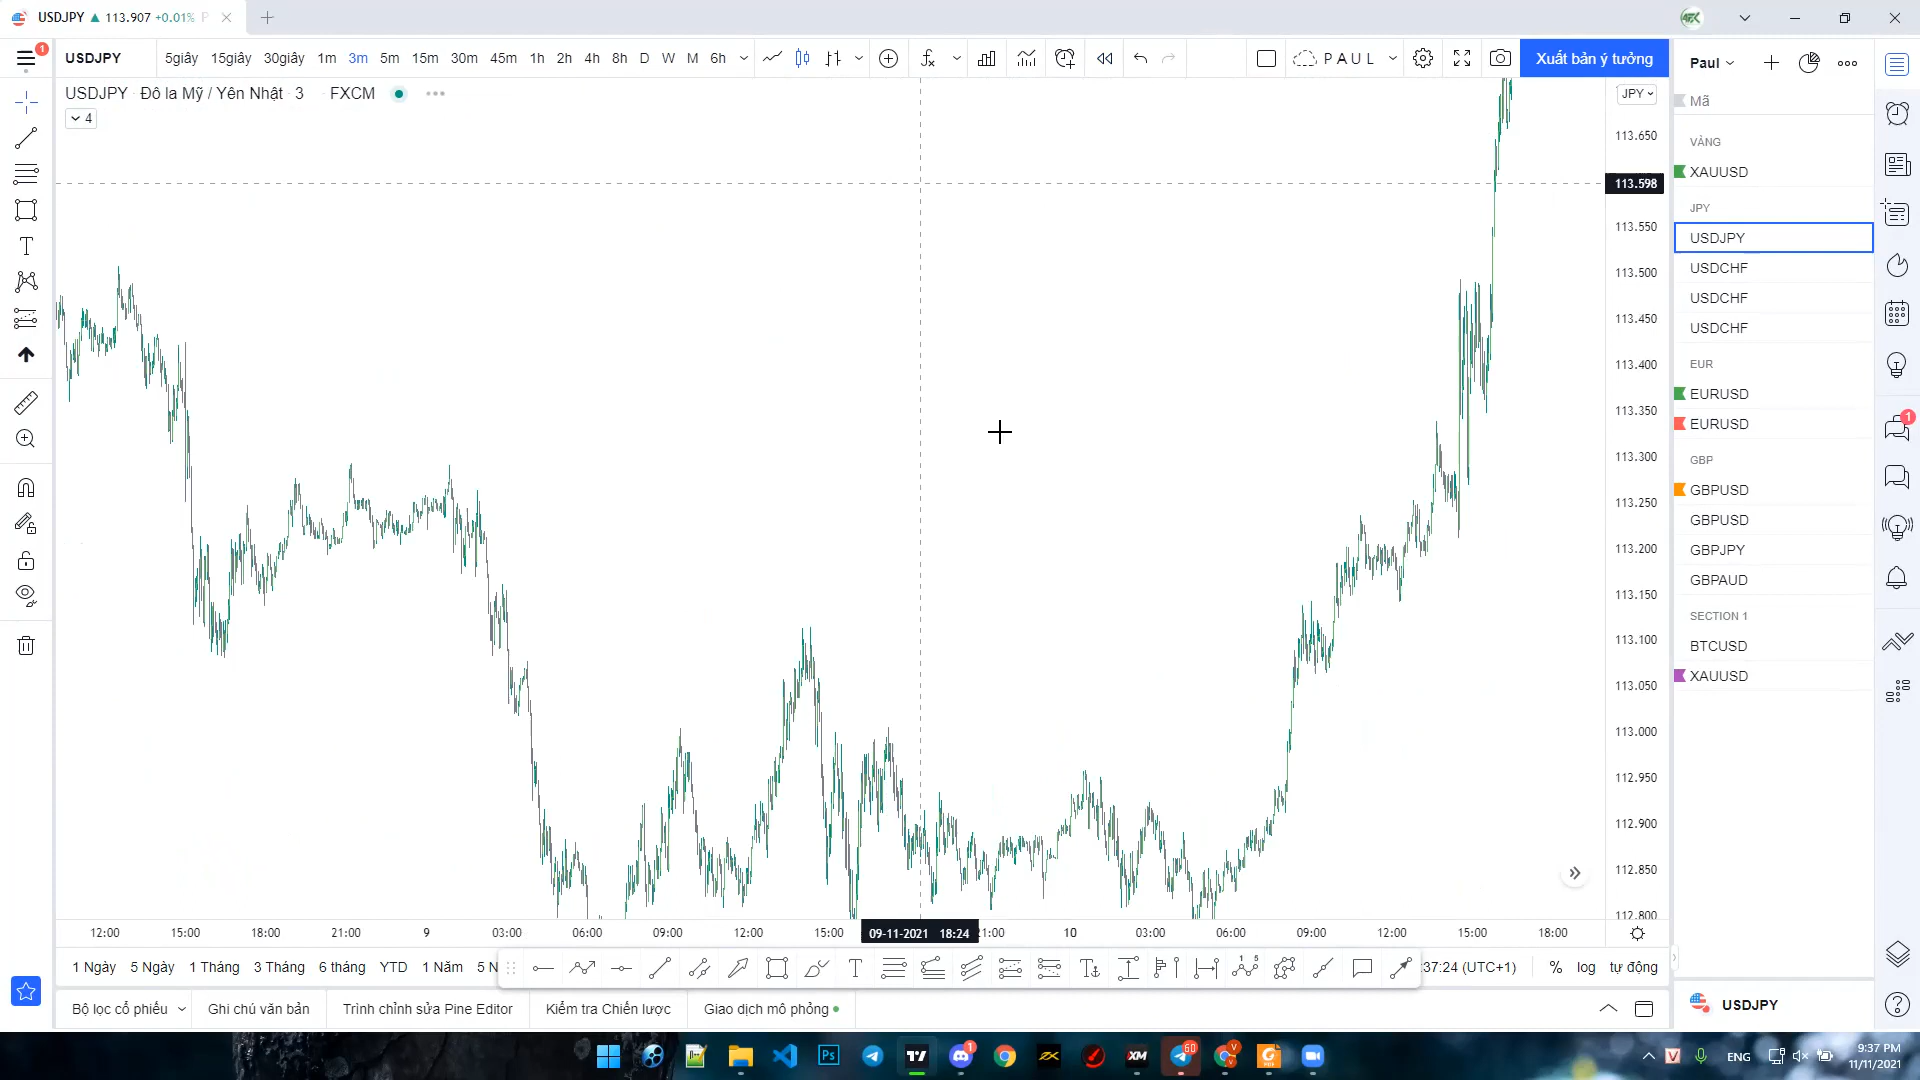 USDJPY ▲ 113.907 +0.01% P
USDJPY 5giây 15giây 30giây 1m 3m 5m 15m 30m 45m 1h 2h 4h 8h D W M 6h PAUL Xuất bản ý tưởng
1
USDJPY Đô la Mỹ / Yên Nhật 3 FXCM
4
JPY
113.650
113.598
113.550
113.500
113.450
113.400
113.350
113.300
113.250
113.200
113.150
113.100
113.050
113.000
112.950
112.900
112.850
112.800
12:00 15:00 18:00 21:00 9 03:00 06:00 09:00 12:00 15:00 09-11-2021 18:24 21:00 10 03:00 06:00 09:00 12:00 15:00 18:00
1 Ngày 5 Ngày 1 Tháng 3 Tháng 6 tháng YTD 1 Năm 5 N :37:24 (UTC+1) % log tự động
Bộ lọc cổ phiếu Ghi chú văn bản Trình chỉnh sửa Pine Editor Kiểm tra Chiến lược Giao dịch mô phỏng
Paul
Mã
VÀNG
XAUUSD
JPY
USDJPY
USDCHF
USDCHF
USDCHF
EUR
EURUSD
EURUSD
GBP
GBPUSD
GBPUSD
GBPJPY
GBPAUD
SECTION 1
BTCUSD
XAUUSD
USDJPY
1
Ps
1
XM
60
V
ENG
9:37 PM
11/11/2021